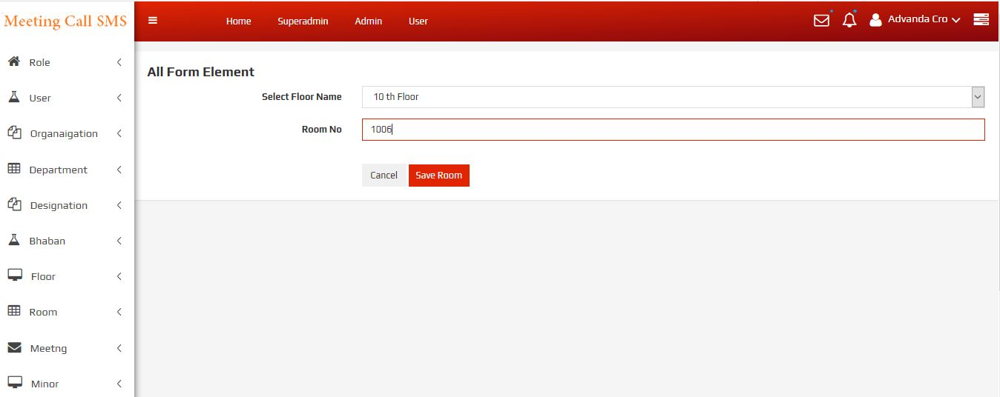 Meeting Call SMS
Home Superadmin Admin User Advanda Cro
Role
User
Organaigation
Department
Designation
Bhaban
Floor
Room
Meetng
Minor
All Form Element
Select Floor Name 10 th Floor
Room No 1006
Cancel Save Room